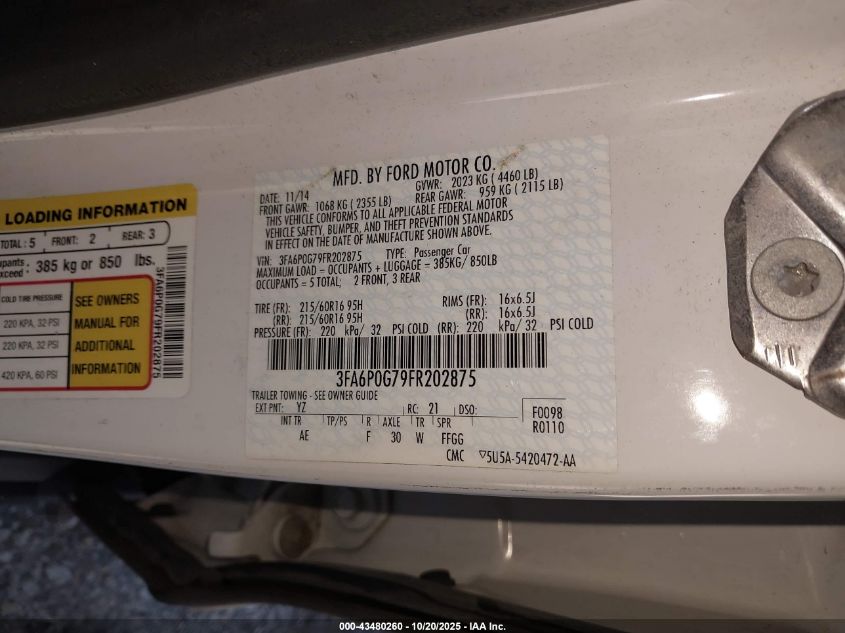 LOADING INFORMATION
TOTAL: 5 FRONT: 2 REAR: 3
385 kg or 850 lbs.
COLD TIRE PRESSURE
220 KPA, 32 PSI
220 KPA, 32 PSI
420 KPA, 60 PSI
SEE OWNERS
MANUAL FOR
ADDITIONAL
INFORMATION
3FA6P0G79FR202875
MFD. BY FORD MOTOR CO.
DATE: 11/14 GVWR: 2023 KG ( 4460 LB)
FRONT GAWR: 1068 KG ( 2355 LB) REAR GAWR: 959 KG ( 2115 LB)
THIS VEHICLE CONFORMS TO ALL APPLICABLE FEDERAL MOTOR
VEHICLE SAFETY, BUMPER, AND THEFT PREVENTION STANDARDS
IN EFFECT ON THE DATE OF MANUFACTURE SHOWN ABOVE.
VIN: 3FA6P0G79FR202875 TYPE: Passenger Car
MAXIMUM LOAD = OCCUPANTS + LUGGAGE = 385KG/ 850LB
OCCUPANTS = 5 TOTAL; 2 FRONT, 3 REAR
TIRE (FR): 215/60R16 95H RIMS (FR): 16x6.5J
(RR): 215/60R16 95H (RR): 16x6.5J
PRESSURE (FR): 220 kPa/ 32 PSI COLD (RR): 220 kPa/ 32 PSI COLD
3FA6P0G79FR202875
TRAILER TOWING - SEE OWNER GUIDE
EXT PNT: YZ RC: 21 DSO: F0098
INT TR TP/PS R AXLE TR SPR R0110
AE F 30 W FFGG
CMC ▽5U5A-5420472-AA
000-43480260 - 10/20/2025 - IAA Inc.